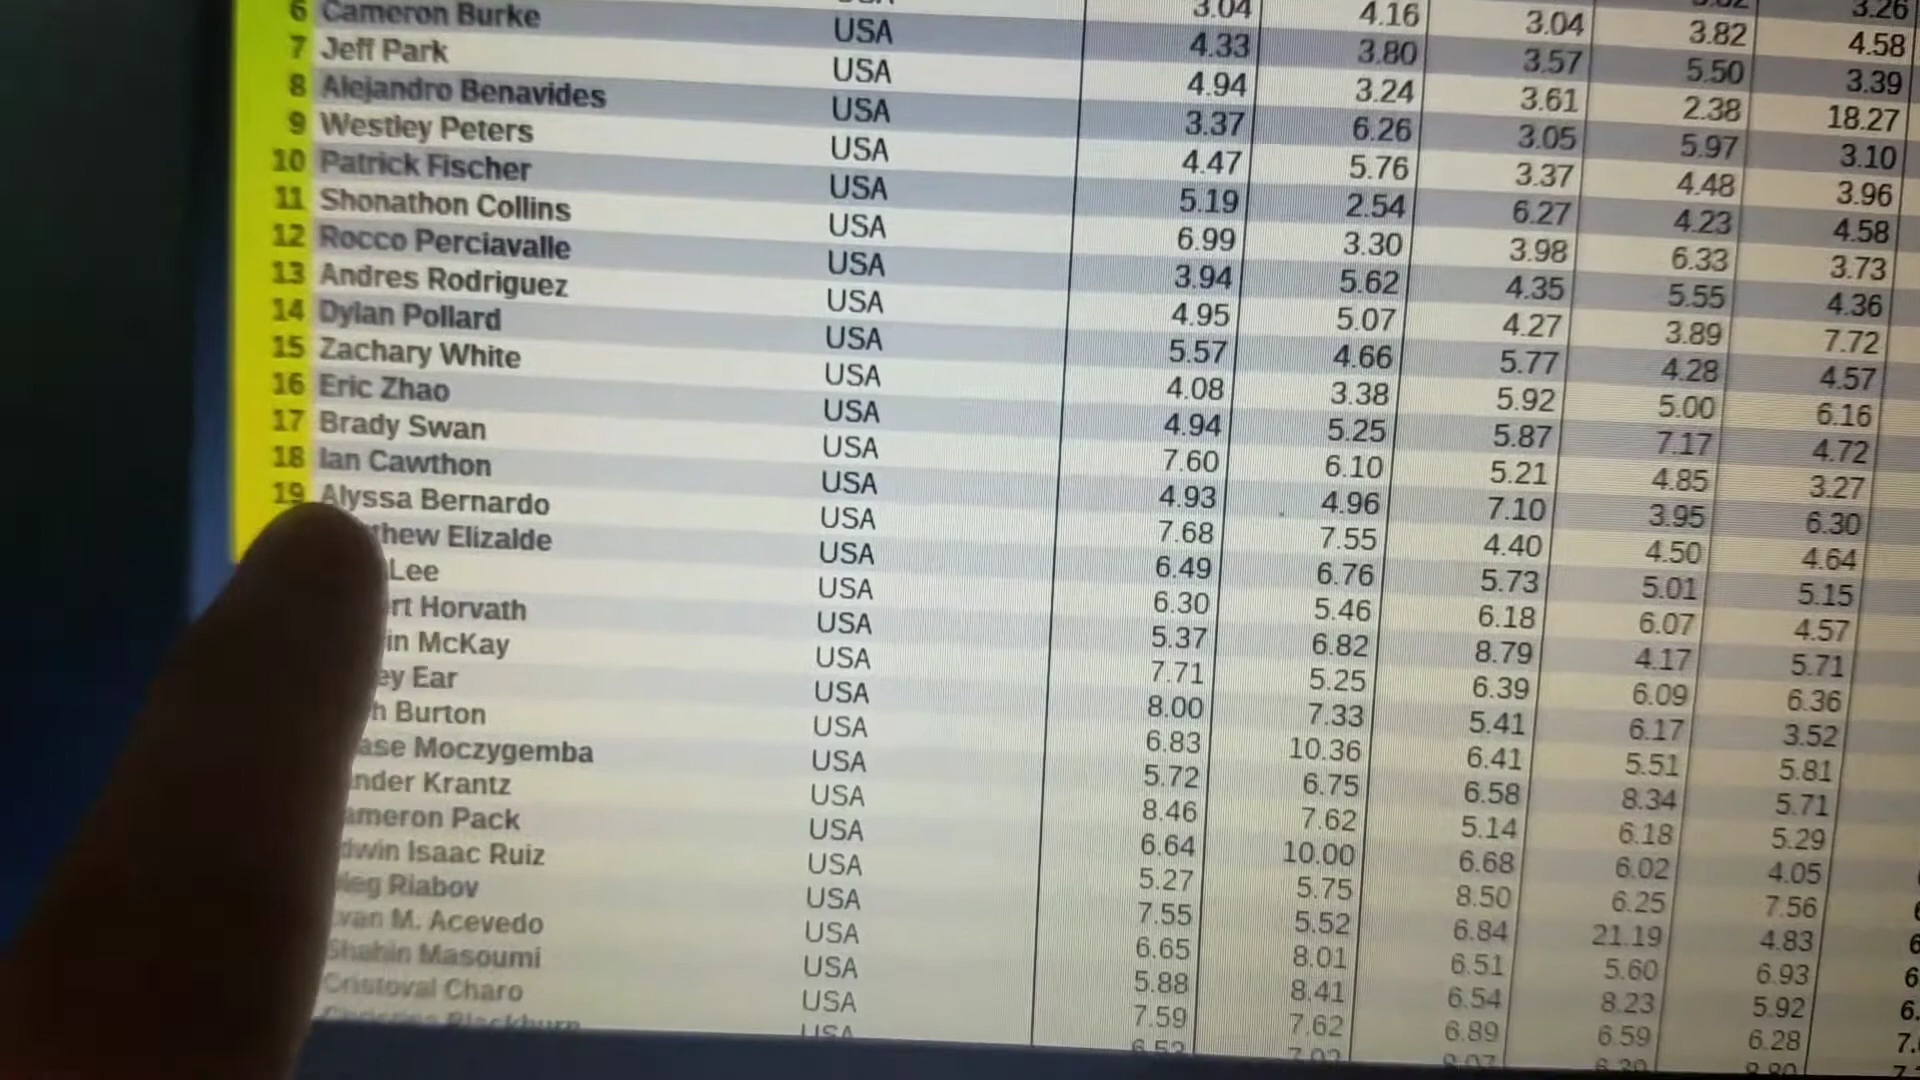 3.26
3.04 4.16 3.04 3.82 4.58
6 Cameron Burke USA 4.33 3.80 3.57 5.50 3.39
7 Jeff Park USA 4.94 3.24 3.61 2.38 18.27
8 Alejandro Benavides USA 3.37 6.26 3.05 5.97 3.10
9 Westley Peters USA 4.47 5.76 3.37 4.48 3.96
10 Patrick Fischer USA 5.19 2.54 6.27 4.23 4.58
11 Shonathon Collins USA 6.99 3.30 3.98 6.33 3.73
12 Rocco Perciavalle USA 3.94 5.62 4.35 5.55 4.36
13 Andres Rodriguez USA 4.95 5.07 4.27 3.89 7.72
14 Dylan Pollard USA 5.57 4.66 5.77 4.28 4.57
15 Zachary White USA 4.08 3.38 5.92 5.00 6.16
16 Eric Zhao USA 4.94 5.25 5.87 7.17 4.72
17 Brady Swan USA 7.60 6.10 5.21 4.85 3.27
18 Ian Cawthon USA 4.93 4.96 7.10 3.95 6.30
19 Alyssa Bernardo USA 7.68 7.55 4.40 4.50 4.64
thew Elizalde USA 6.49 6.76 5.73 5.01 5.15
Lee USA 6.30 5.46 6.18 6.07 4.57
rt Horvath USA 5.37 6.82 8.79 4.17 5.71
in McKay USA 7.71 5.25 6.39 6.09 6.36
ey Ear USA 8.00 7.33 5.41 6.17 3.52
h Burton USA 6.83 10.36 6.41 5.51 5.81
ase Moczygemba USA 5.72 6.75 6.58 8.34 5.71
nder Krantz USA 8.46 7.62 5.14 6.18 5.29
ameron Pack USA 6.64 10.00 6.68 6.02 4.05
dwin Isaac Ruiz USA 5.27 5.75 8.50 6.25 7.56
leg Riabov USA 7.55 5.52 6.84 21.19 4.83
van M. Acevedo USA 6.65 8.01 6.51 5.60 6.93
Shahin Masoumi USA 5.88 8.41 6.54 8.23 5.92
Cristoval Charo USA 7.59 7.62 6.89 6.59 6.28
USA